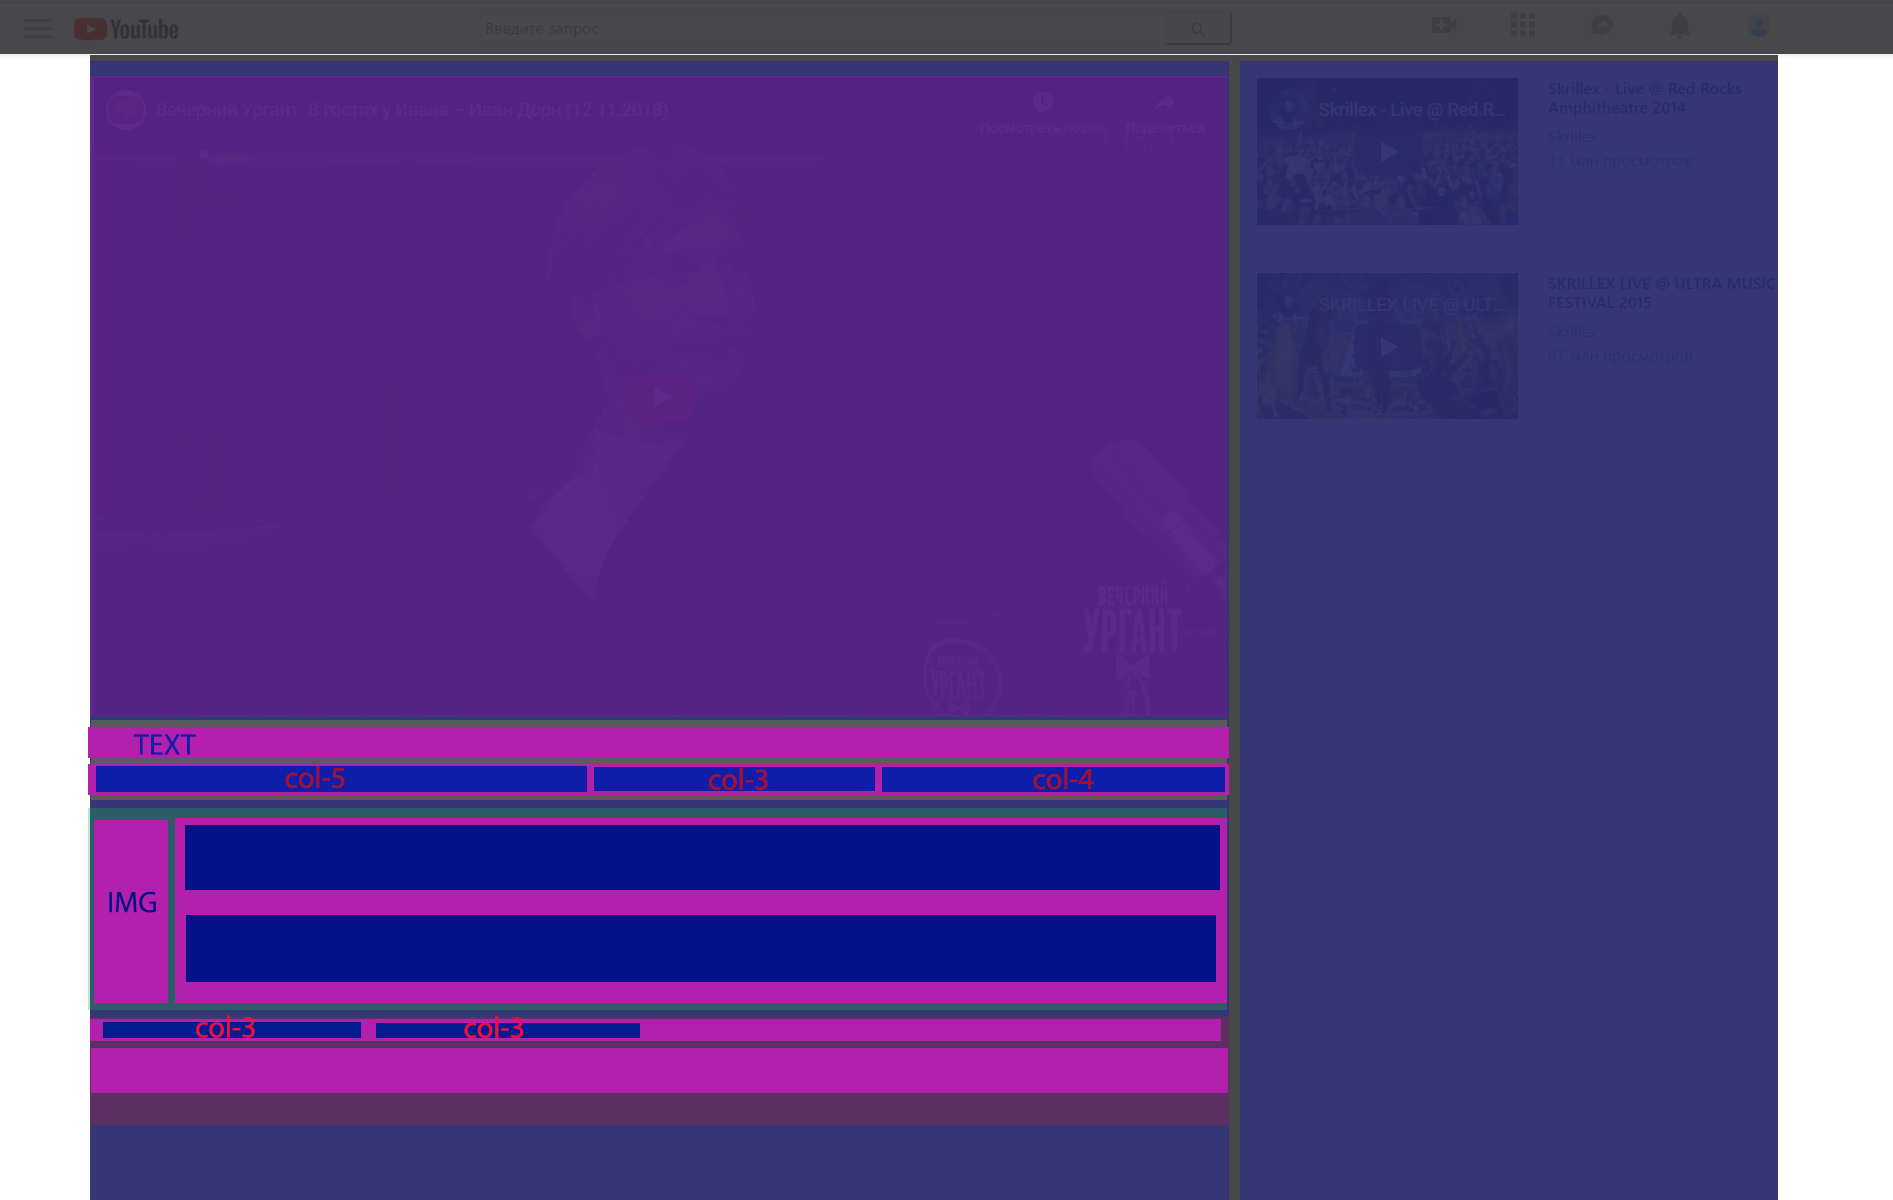 YouTube
Введите запрос
Вечерний Ургант. В гостях у Ивана – Иван Дорн (12.11.2018)
Посмотреть позже
Поделиться
ВЕЧЕРНИЙ
УРГАНТ
ВЕЧЕРНИЙ
УРГАНТ
TEXT
col-5
col-3
col-4
IMG
col-3
col-3
Skrillex - Live @ Red R...
Skrillex - Live @ Red Rocks
Amphitheatre 2014
Skrillex
11 млн просмотров
SKRILLEX LIVE @ ULT...
SKRILLEX LIVE @ ULTRA MUSIC
FESTIVAL 2015
Skrillex
67 млн просмотров